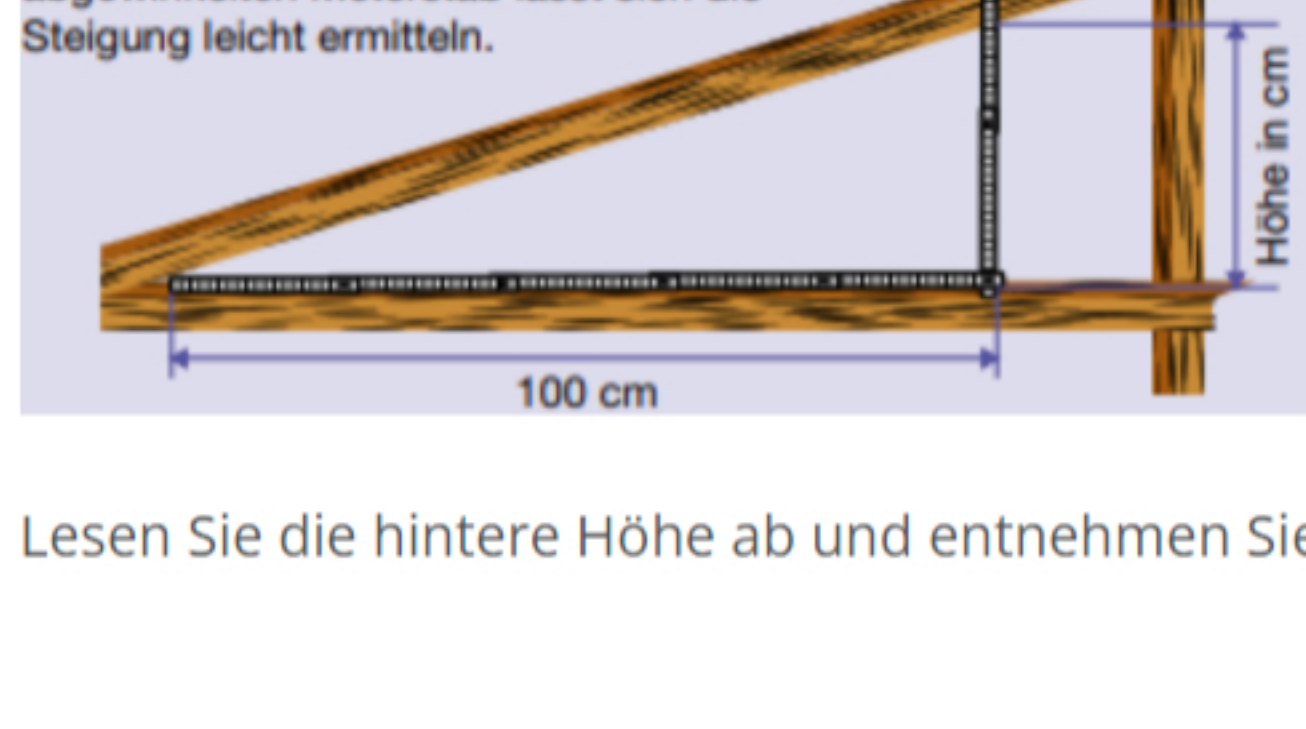 Steigung leicht ermitteln.
Höhe in cm
100 cm
Lesen Sie die hintere Höhe ab und entnehmen Sie